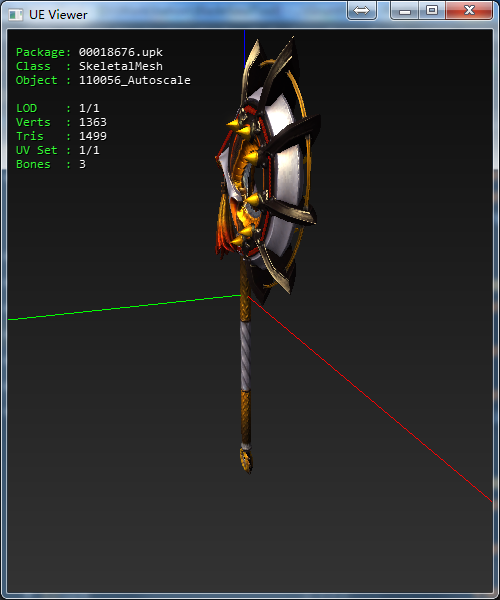 UE Viewer
Package: 00018676.upk
Class  : SkeletalMesh
Object : 110056_Autoscale
LOD    : 1/1
Verts  : 1363
Tris   : 1499
UV Set : 1/1
Bones  : 3